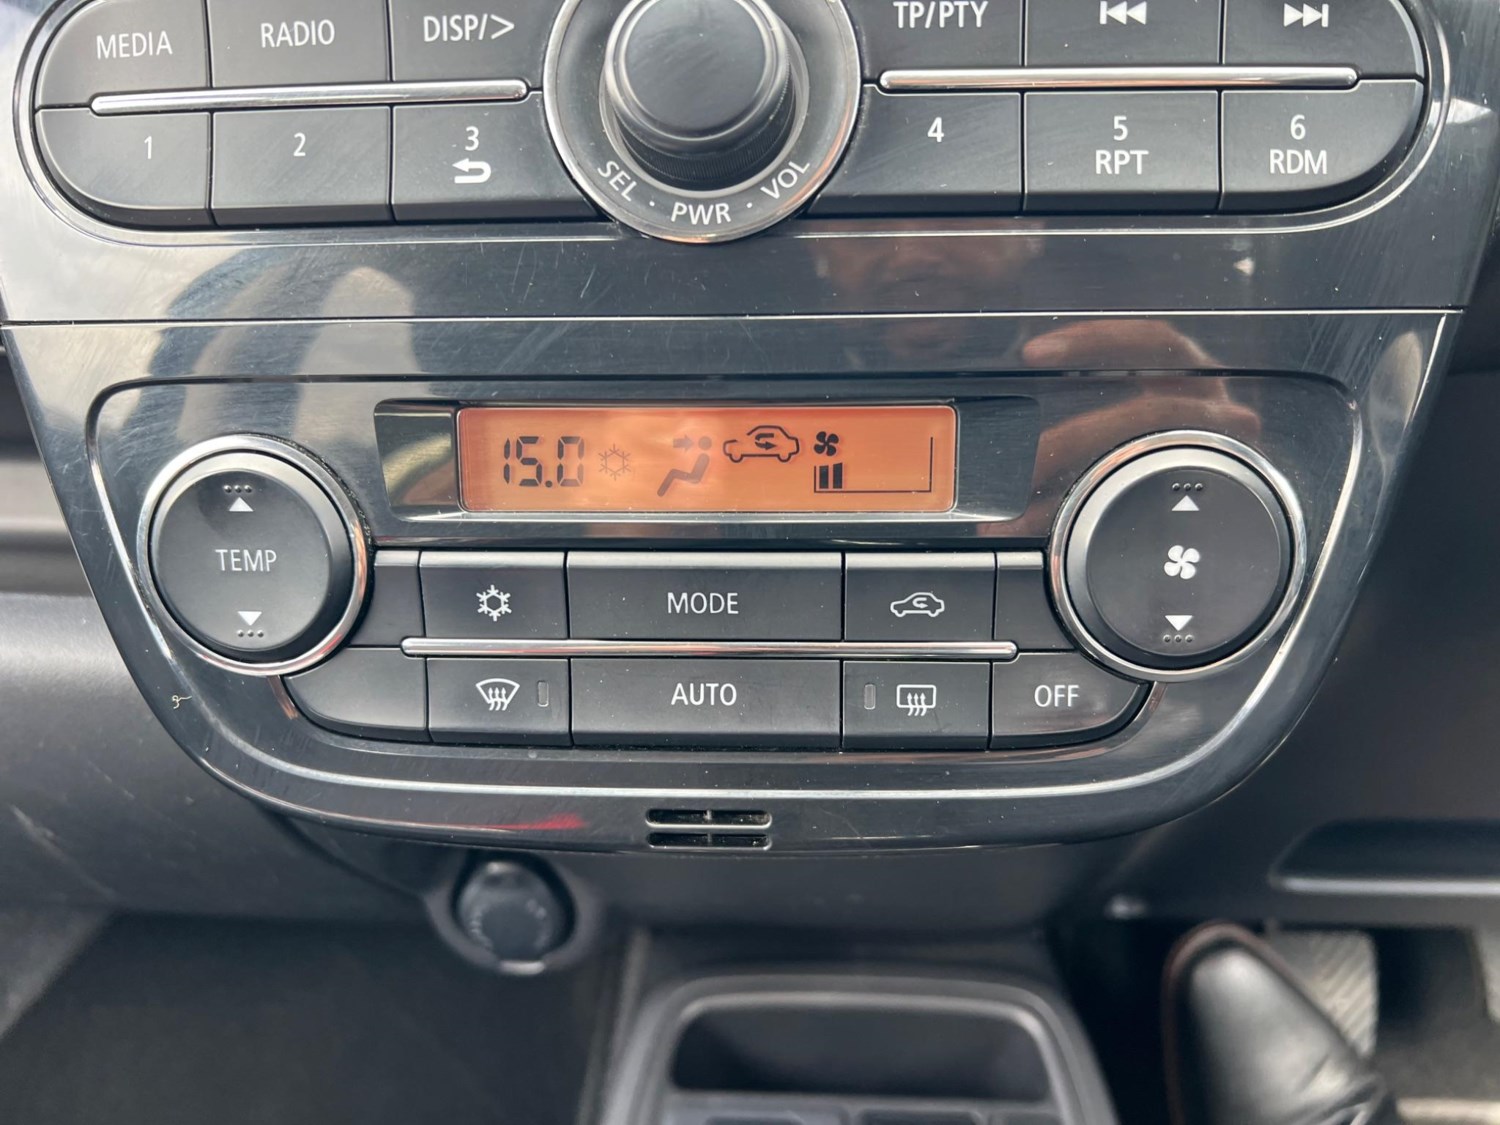 MEDIA RADIO DISP/> TP/PTY
1 2 3 4 5 6
RPT RDM
SEL · PWR · VOL
15.0
TEMP
MODE
AUTO OFF